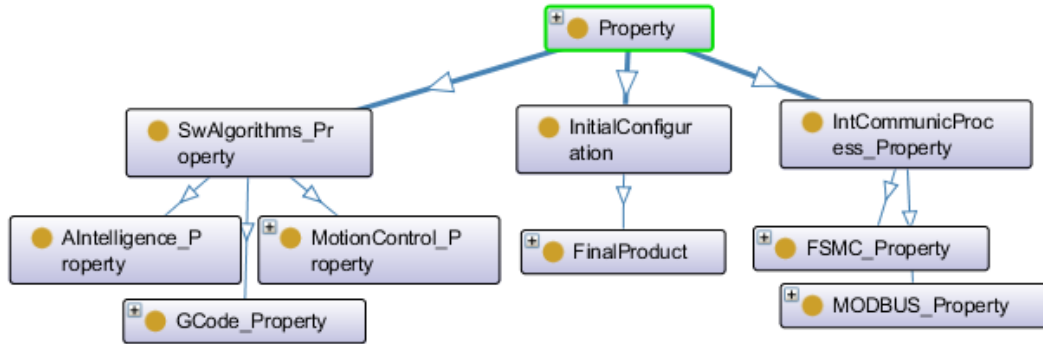 Property
SwAlgorithms_Pr
operty
InitialConfigur
ation
IntCommunicProc
ess_Property
AIntelligence_P
roperty
MotionControl_P
roperty
FinalProduct
FSMC_Property
GCode_Property
MODBUS_Property